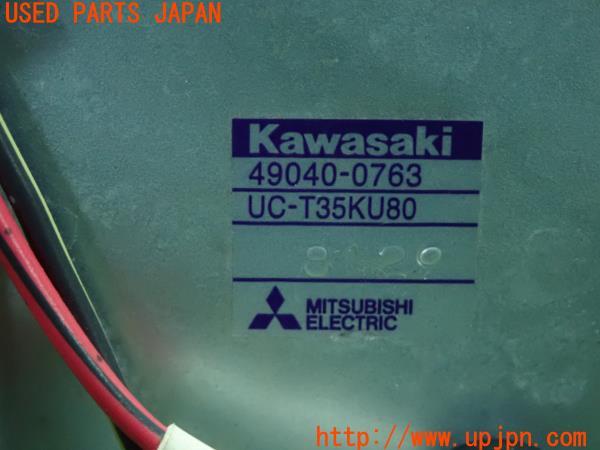 USED PARTS JAPAN
Kawasaki
49040-0763
UC-T35KU80
MITSUBISHI
ELECTRIC
http://www.upjpn.com/